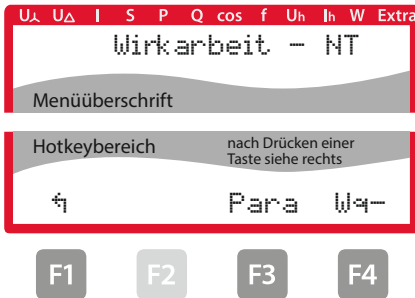 U⅄ U△ I S P Q cos f Uh Ih W Extra
Wirkarbeit - NT
Menüüberschrift
Hotkeybereich nach Drücken einer
Taste siehe rechts
↰ Para Wq-
F1 F2 F3 F4